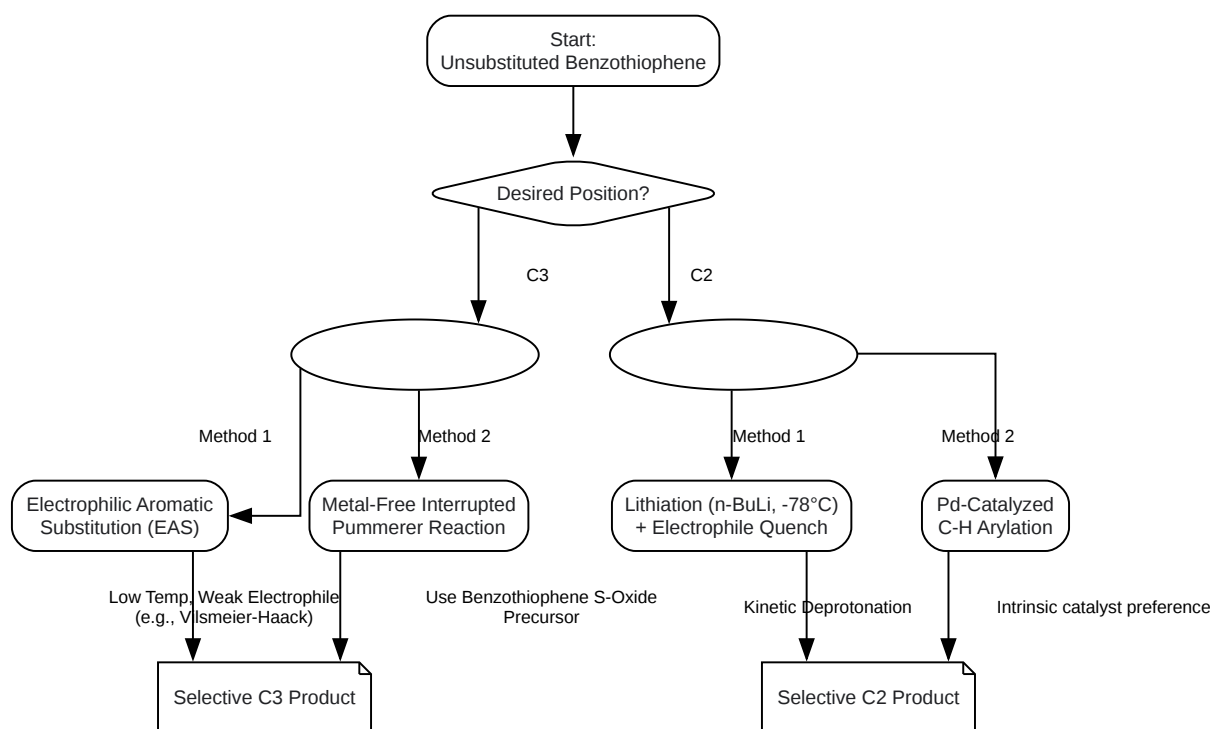 Start:
Unsubstituted Benzothiophene
Desired Position?
C3
C2
Method 1
Method 2
Method 1
Method 2
Electrophilic Aromatic
Substitution (EAS)
Metal-Free Interrupted
Pummerer Reaction
Lithiation (n-BuLi, -78°C)
+ Electrophile Quench
Pd-Catalyzed
C-H Arylation
Low Temp, Weak Electrophile
(e.g., Vilsmeier-Haack)
Use Benzothiophene S-Oxide
Precursor
Kinetic Deprotonation
Intrinsic catalyst preference
Selective C3 Product
Selective C2 Product